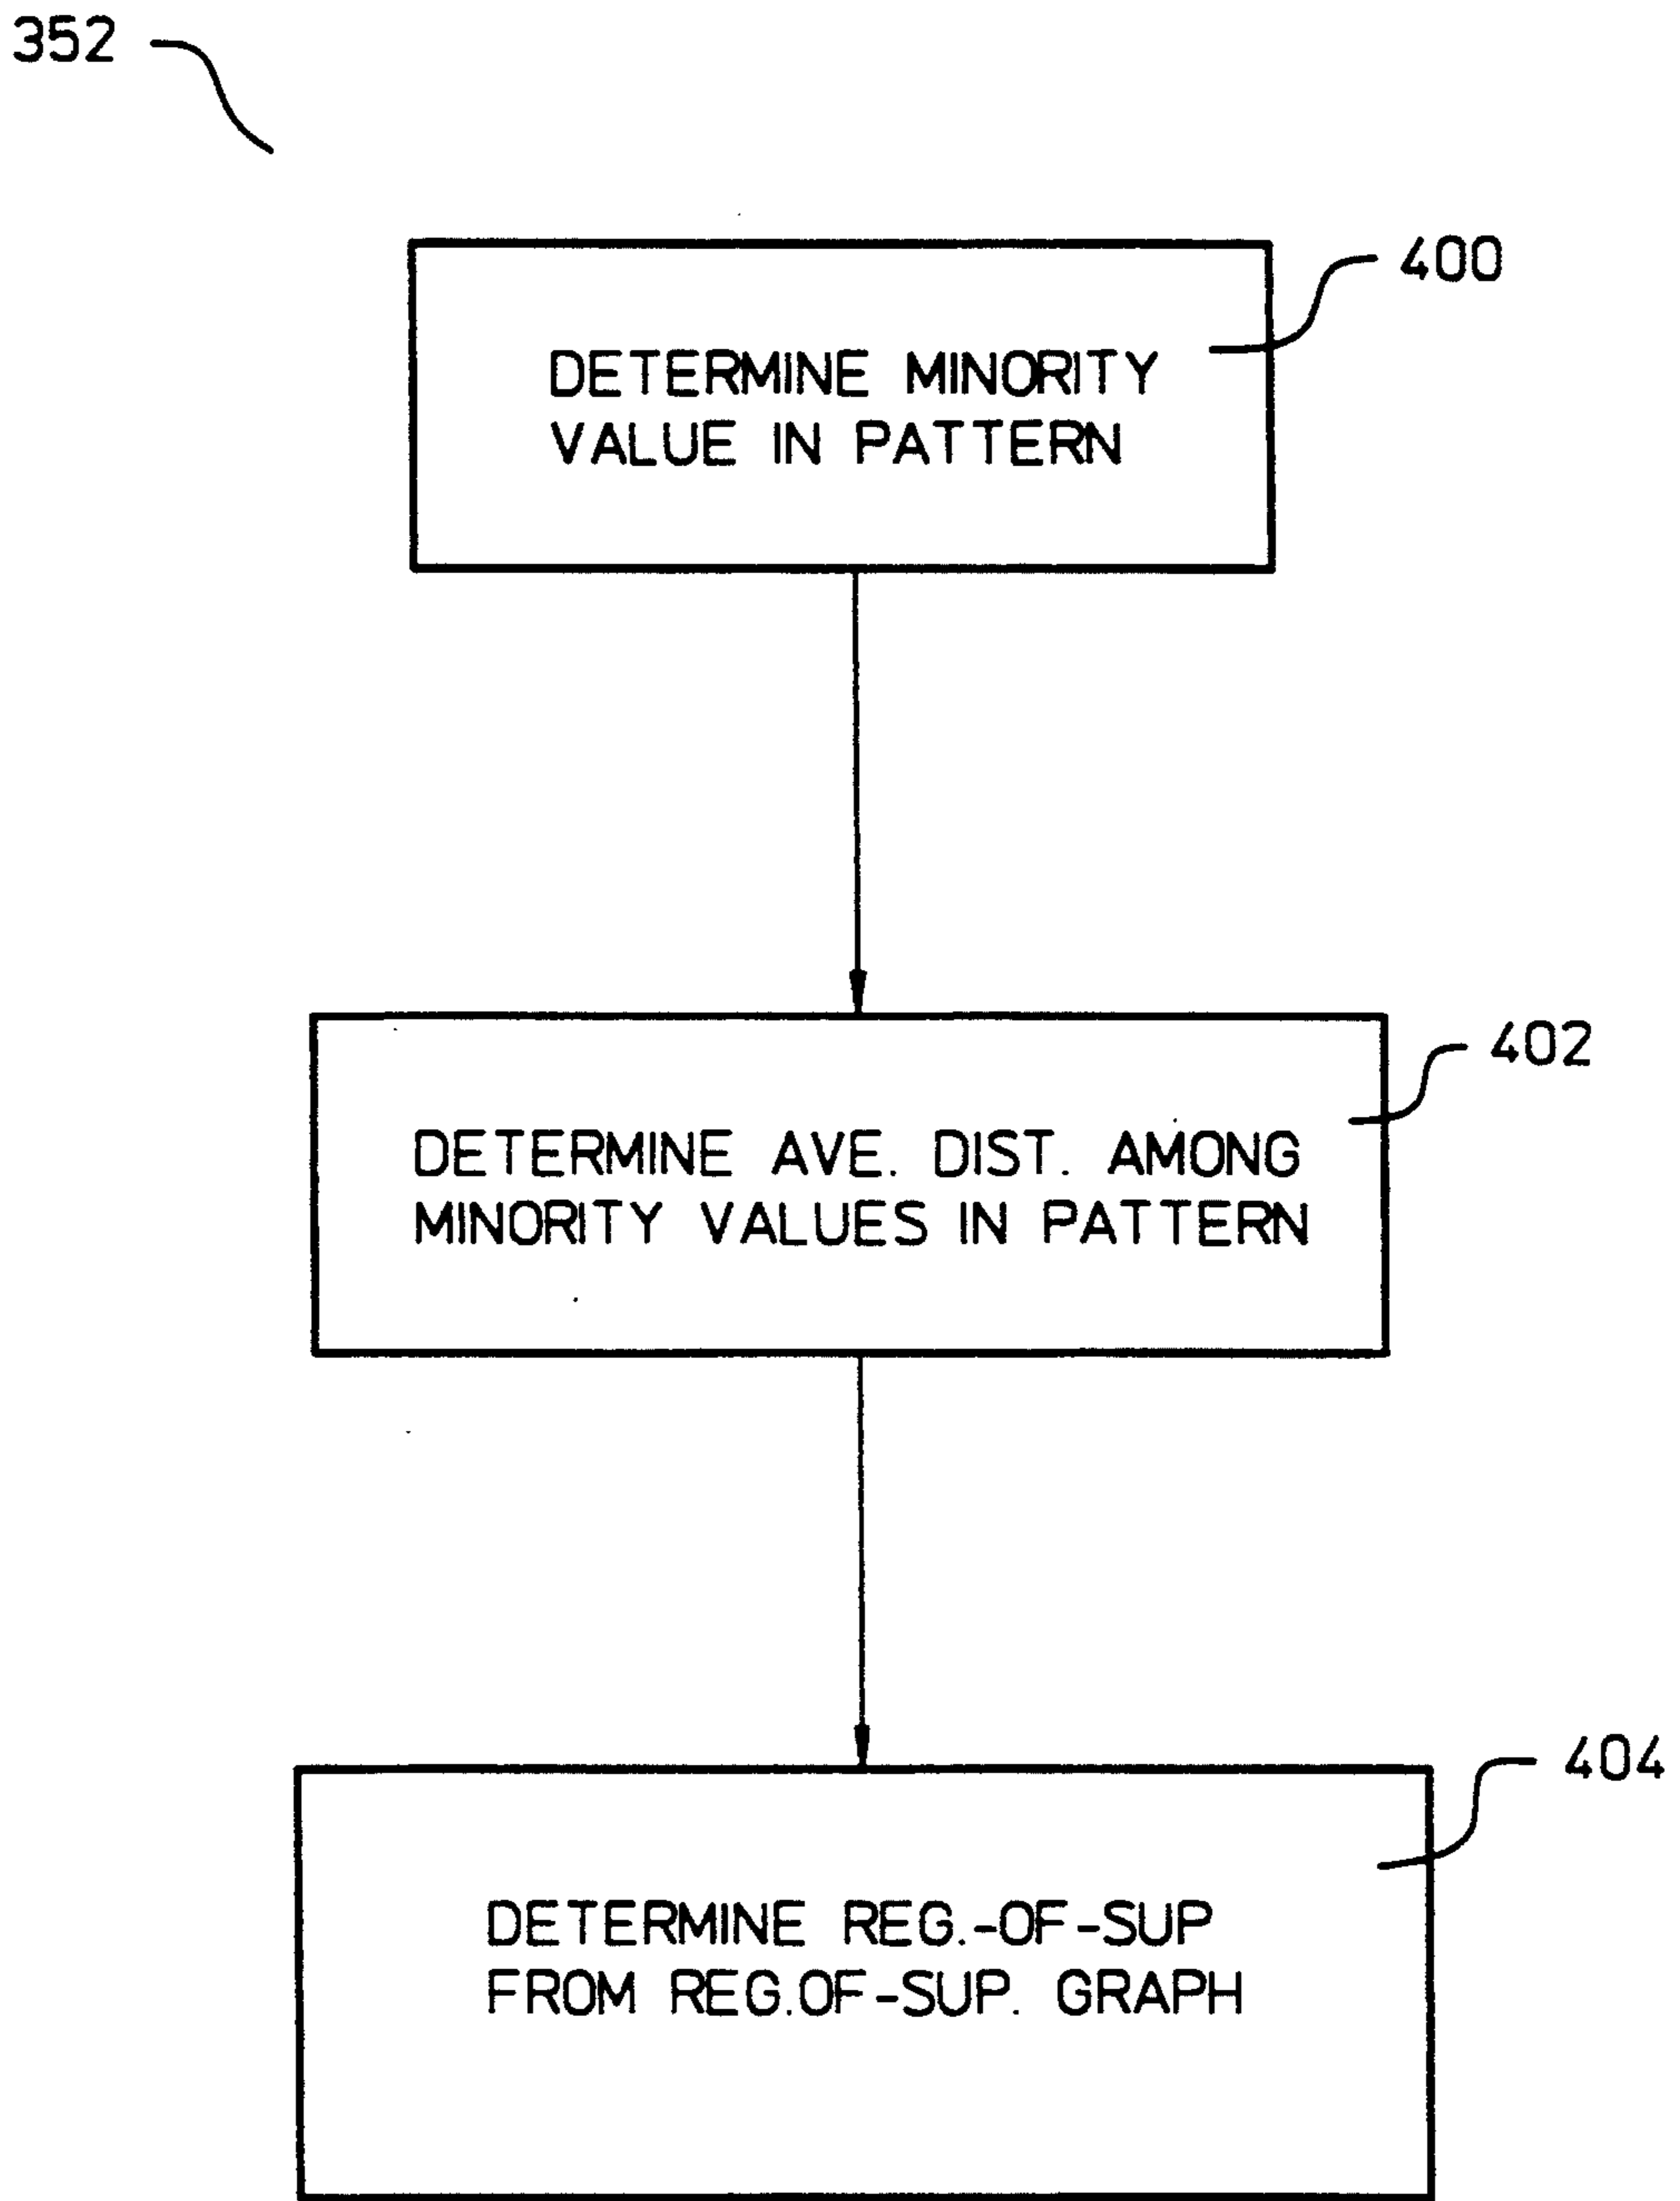 352
400
DETERMINE MINORITY
VALUE IN PATTERN
402
DETERMINE AVE. DIST. AMONG
MINORITY VALUES IN PATTERN
404
DETERMINE REG.-OF-SUP
FROM REG.OF-SUP. GRAPH